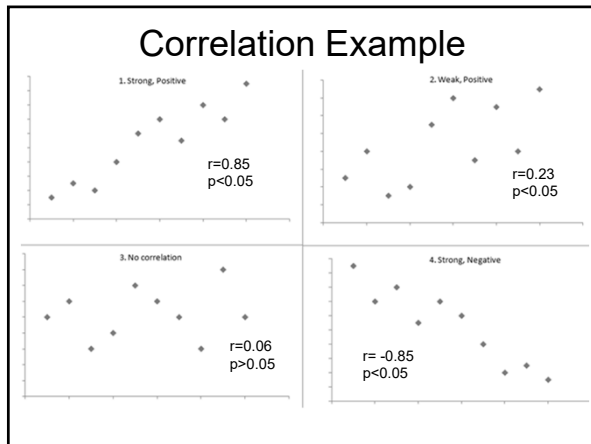 Correlation Example
1. Strong, Positive
r=0.85
p<0.05
2. Weak, Positive
r=0.23
p<0.05
3. No correlation
r=0.06
p>0.05
4. Strong, Negative
r= -0.85
p<0.05